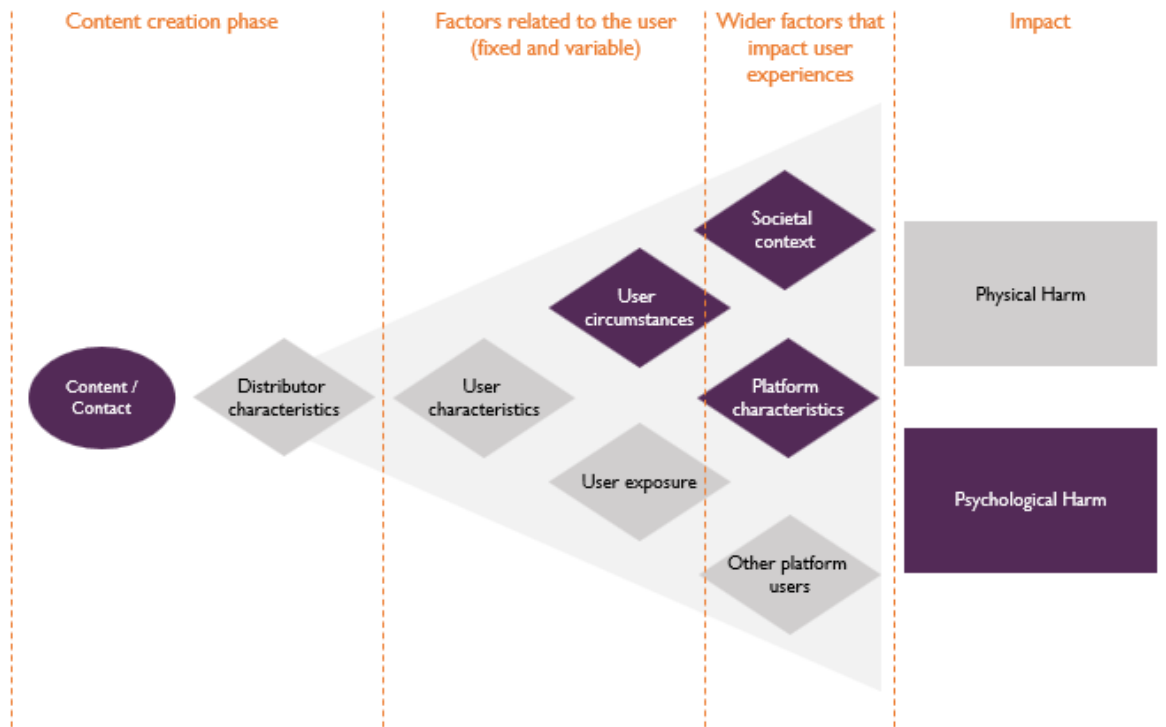 Content creation phase
Factors related to the user
(fixed and variable)
Wider factors that
impact user
experiences
Impact
Societal
context
User
circumstances
Physical Harm
Content /
Contact
Distributor
characteristics
User
characteristics
Platform
characteristics
User exposure
Psychological Harm
Other platform
users